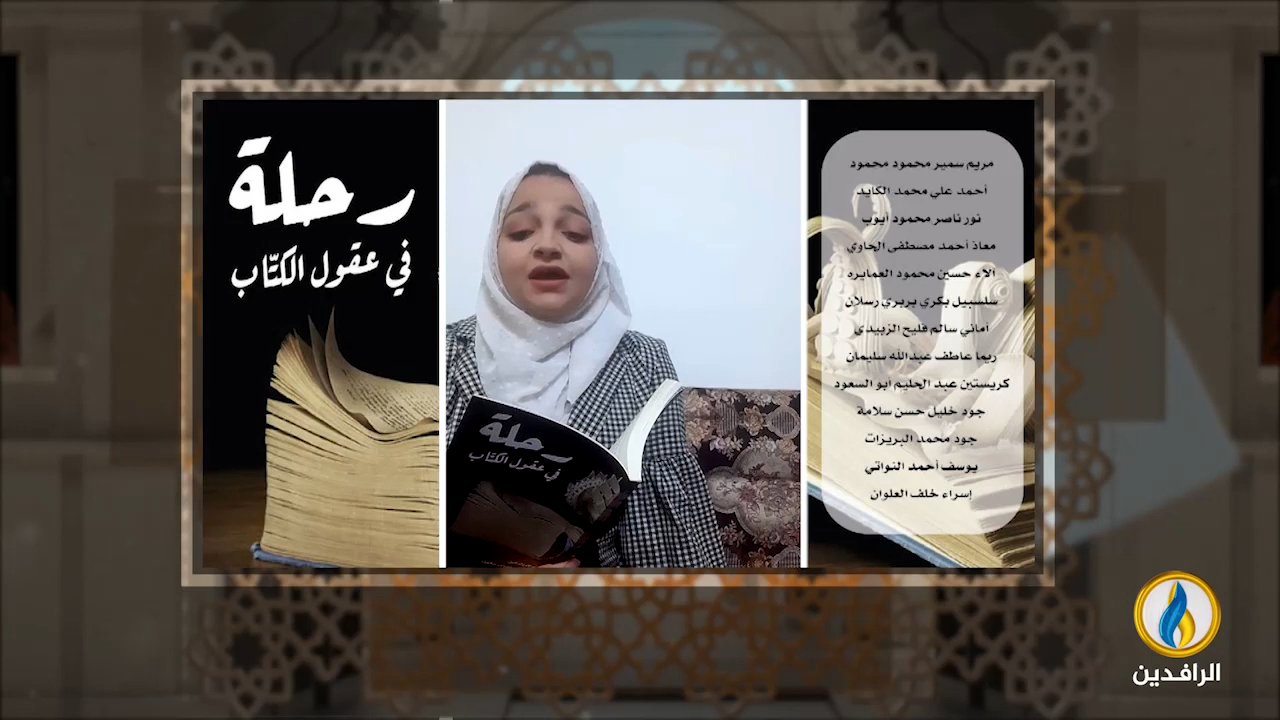 رحلة
في عقول الكتّاب
رحلة
في عقول الكتّاب
مريم سمير محمود محمود
أحمد علي محمد الكايد
نور ناصر محمود أيوب
معاذ أحمد مصطفى الحاوي
آلاء حسين محمود العمايره
سلسبيل بكري بربري رسلان
اماني سالم فليح الزبيدي
ريما عاطف عبدالله سليمان
كريستين عبد الحليم ابو السعود
جود خليل حسن سلامة
جود محمد البريزات
يوسف أحمد النواتي
إسراء خلف العلوان
الرافدين